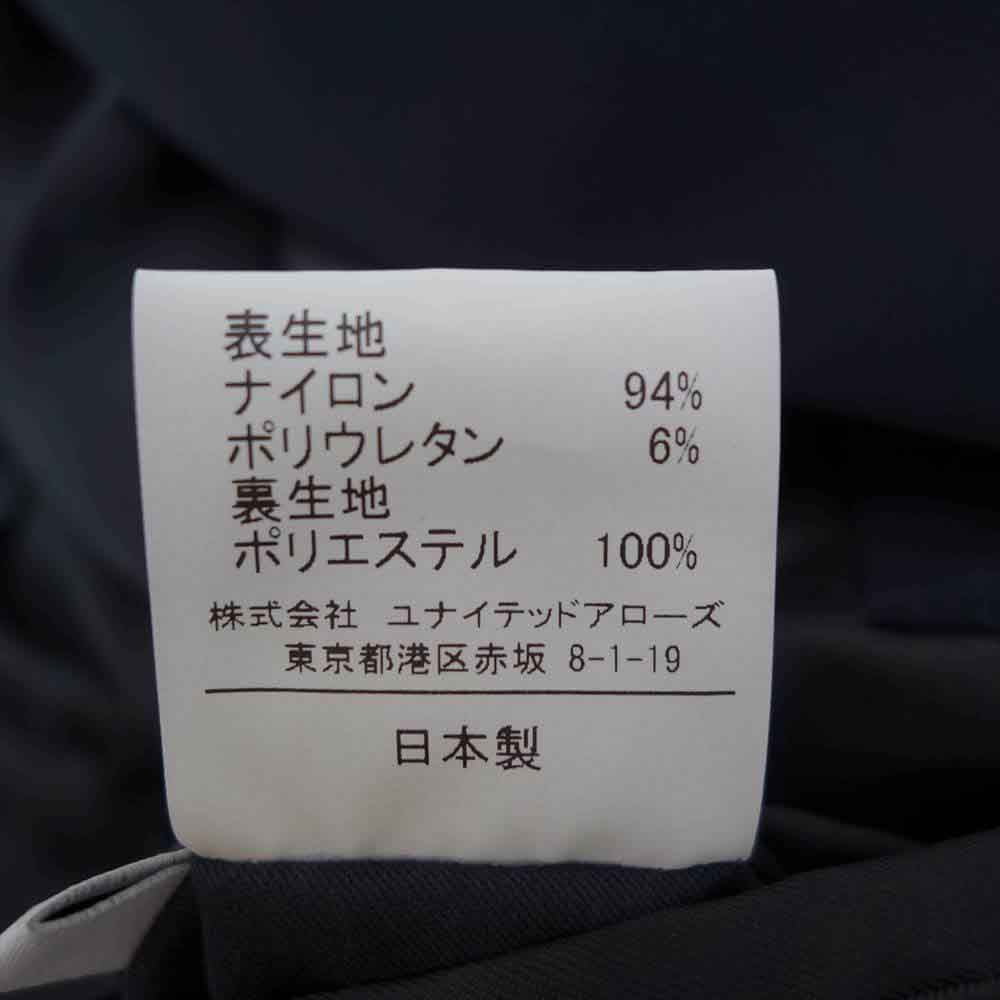 表生地
ナイロン 94%
ポリウレタン 6%
裏生地
ポリエステル 100%
株式会社 ユナイテッドアローズ
東京都港区赤坂 8-1-19
日本製